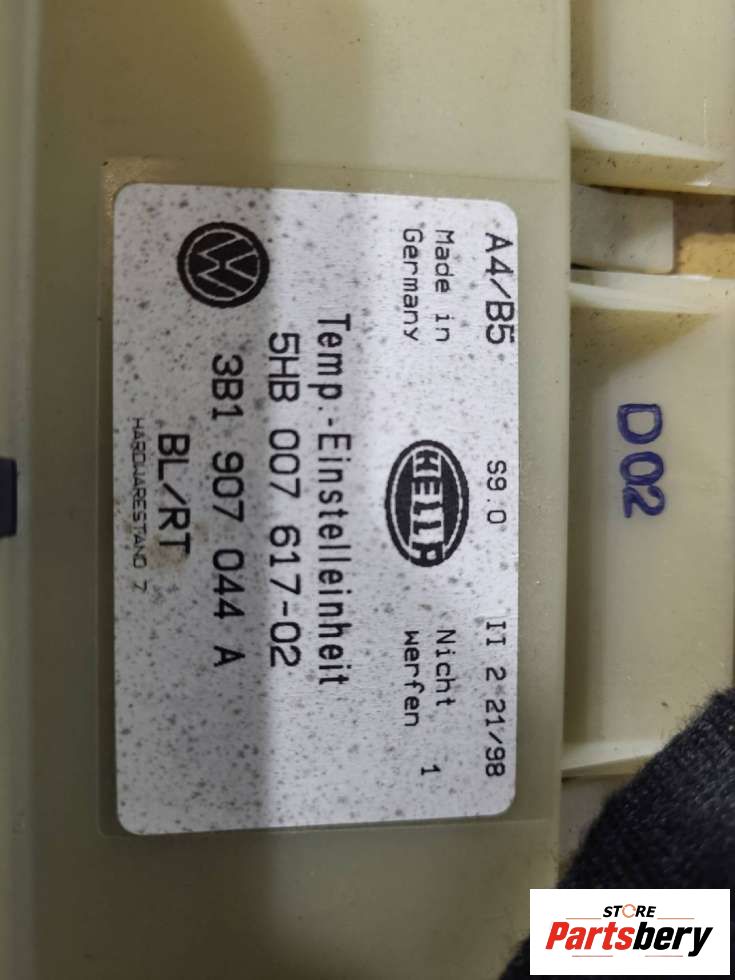 A4/B5 S9.0 II 2 21/98
Made in
Germany
HELLA
Nicht 1
werfen
Temp.-Einstelleinheit
5HB 007 617-02
VW
3B1 907 044 A
BL/RT
HARDWARESTAND 7
D02
STORE
Partsbery